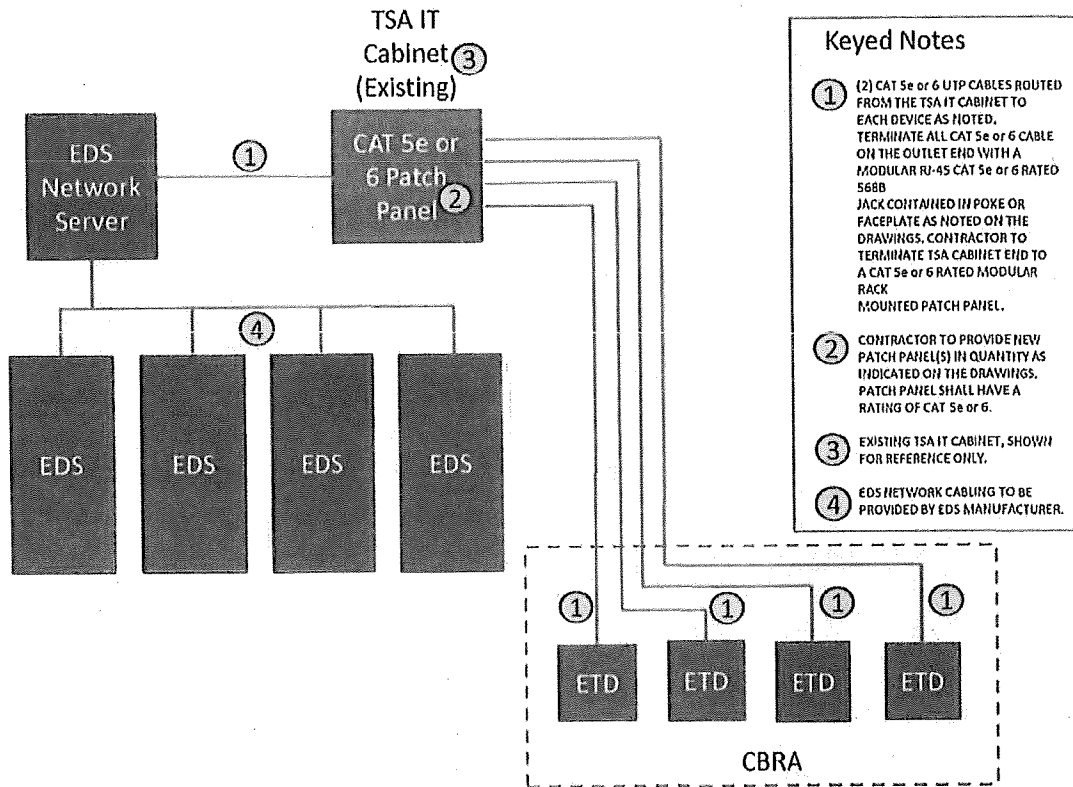 TSA IT
Cabinet
(Existing)
3
EDS
Network
Server
1
CAT 5e or
6 Patch
Panel
2
4
EDS
EDS
EDS
EDS
1
1
1
1
ETD
ETD
ETD
ETD
CBRA
Keyed Notes
1
(2) CAT 5e or 6 UTP CABLES ROUTED
FROM THE TSA IT CABINET TO
EACH DEVICE AS NOTED.
TERMINATE ALL CAT 5e or 6 CABLE
ON THE OUTLET END WITH A
MODULAR RJ-45 CAT 5e or 6 RATED
568B
JACK CONTAINED IN POKE OR
FACEPLATE AS NOTED ON THE
DRAWINGS. CONTRACTOR TO
TERMINATE TSA CABINET END TO
A CAT 5e or 6 RATED MODULAR
RACK
MOUNTED PATCH PANEL.
2
CONTRACTOR TO PROVIDE NEW
PATCH PANEL(S) IN QUANTITY AS
INDICATED ON THE DRAWINGS.
PATCH PANEL SHALL HAVE A
RATING OF CAT 5e or 6.
3
EXISTING TSA IT CABINET, SHOWN
FOR REFERENCE ONLY.
4
EDS NETWORK CABLING TO BE
PROVIDED BY EDS MANUFACTURER.